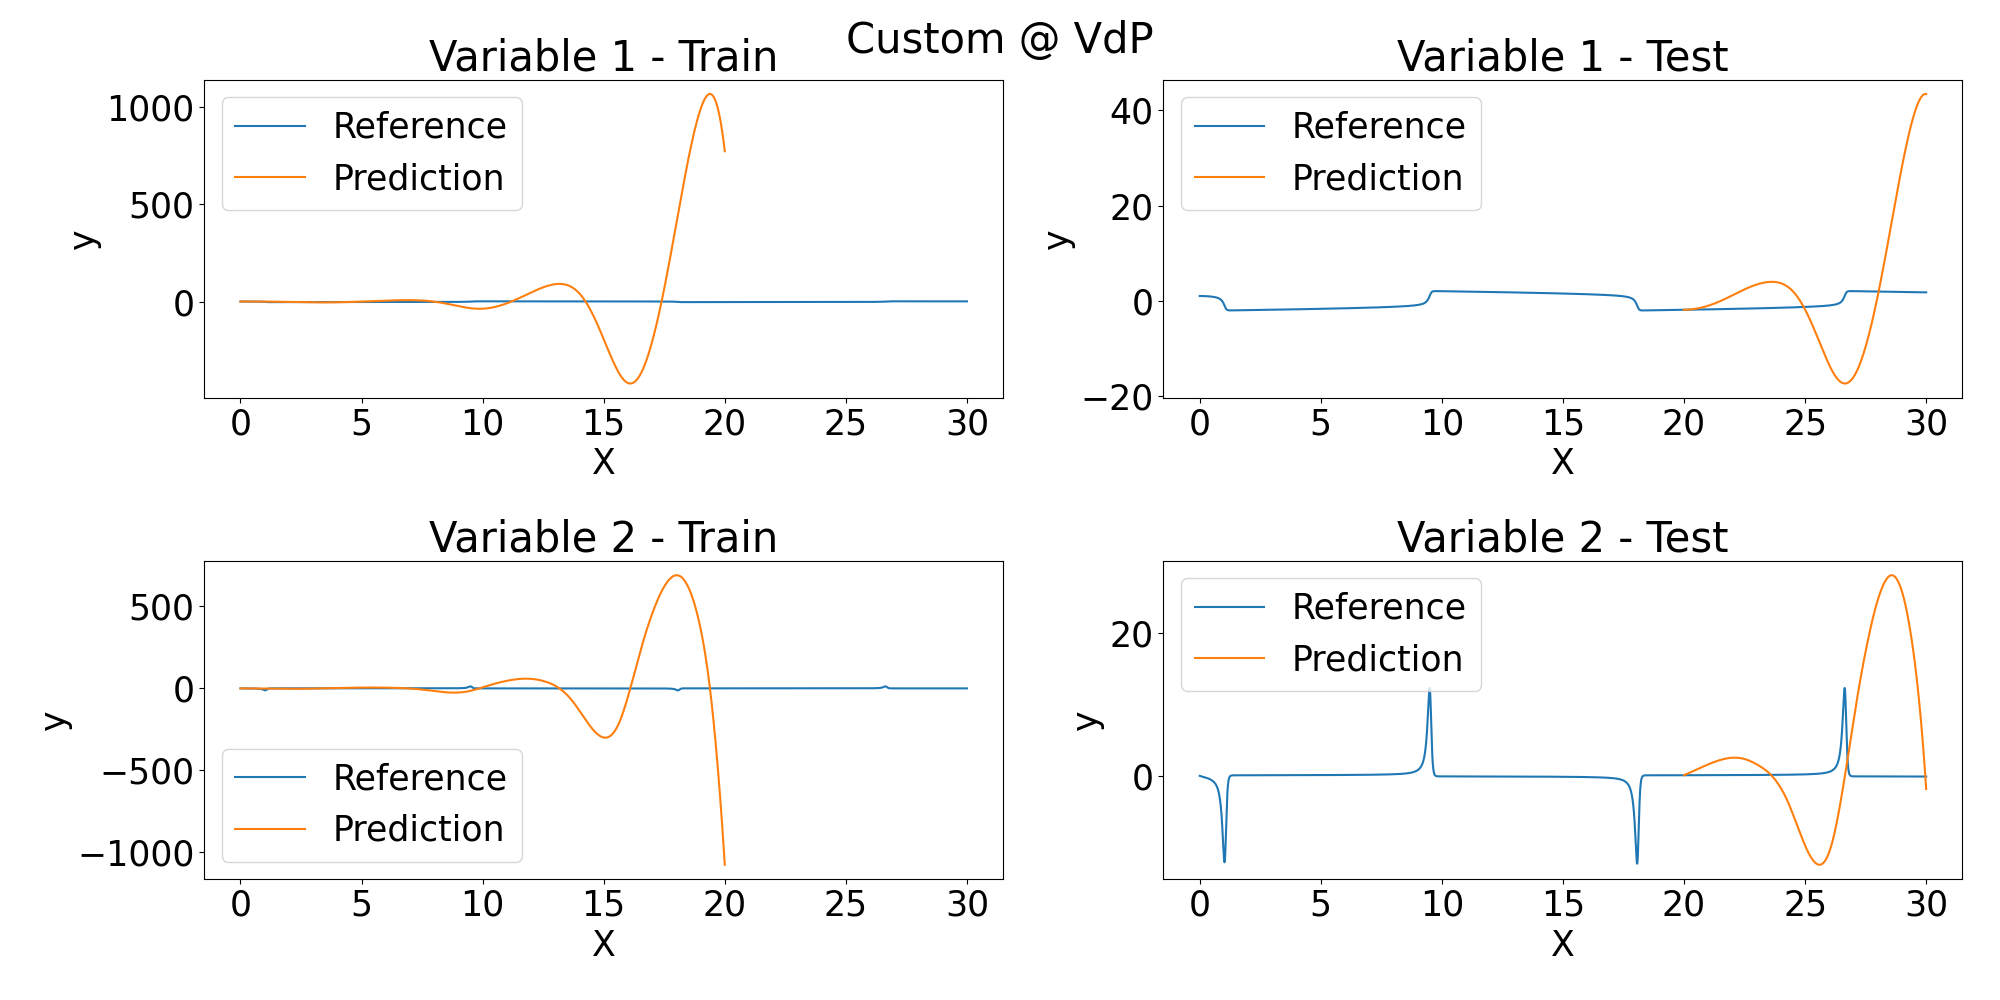 Custom @ VdP
Variable 1 - Train
1000
500
0
y
Reference
Prediction
0 5 10 15 20 25 30
X
Variable 1 - Test
40
20
0
−20
y
Reference
Prediction
0 5 10 15 20 25 30
X
Variable 2 - Train
500
0
−500
−1000
y
Reference
Prediction
0 5 10 15 20 25 30
X
Variable 2 - Test
20
0
y
Reference
Prediction
0 5 10 15 20 25 30
X